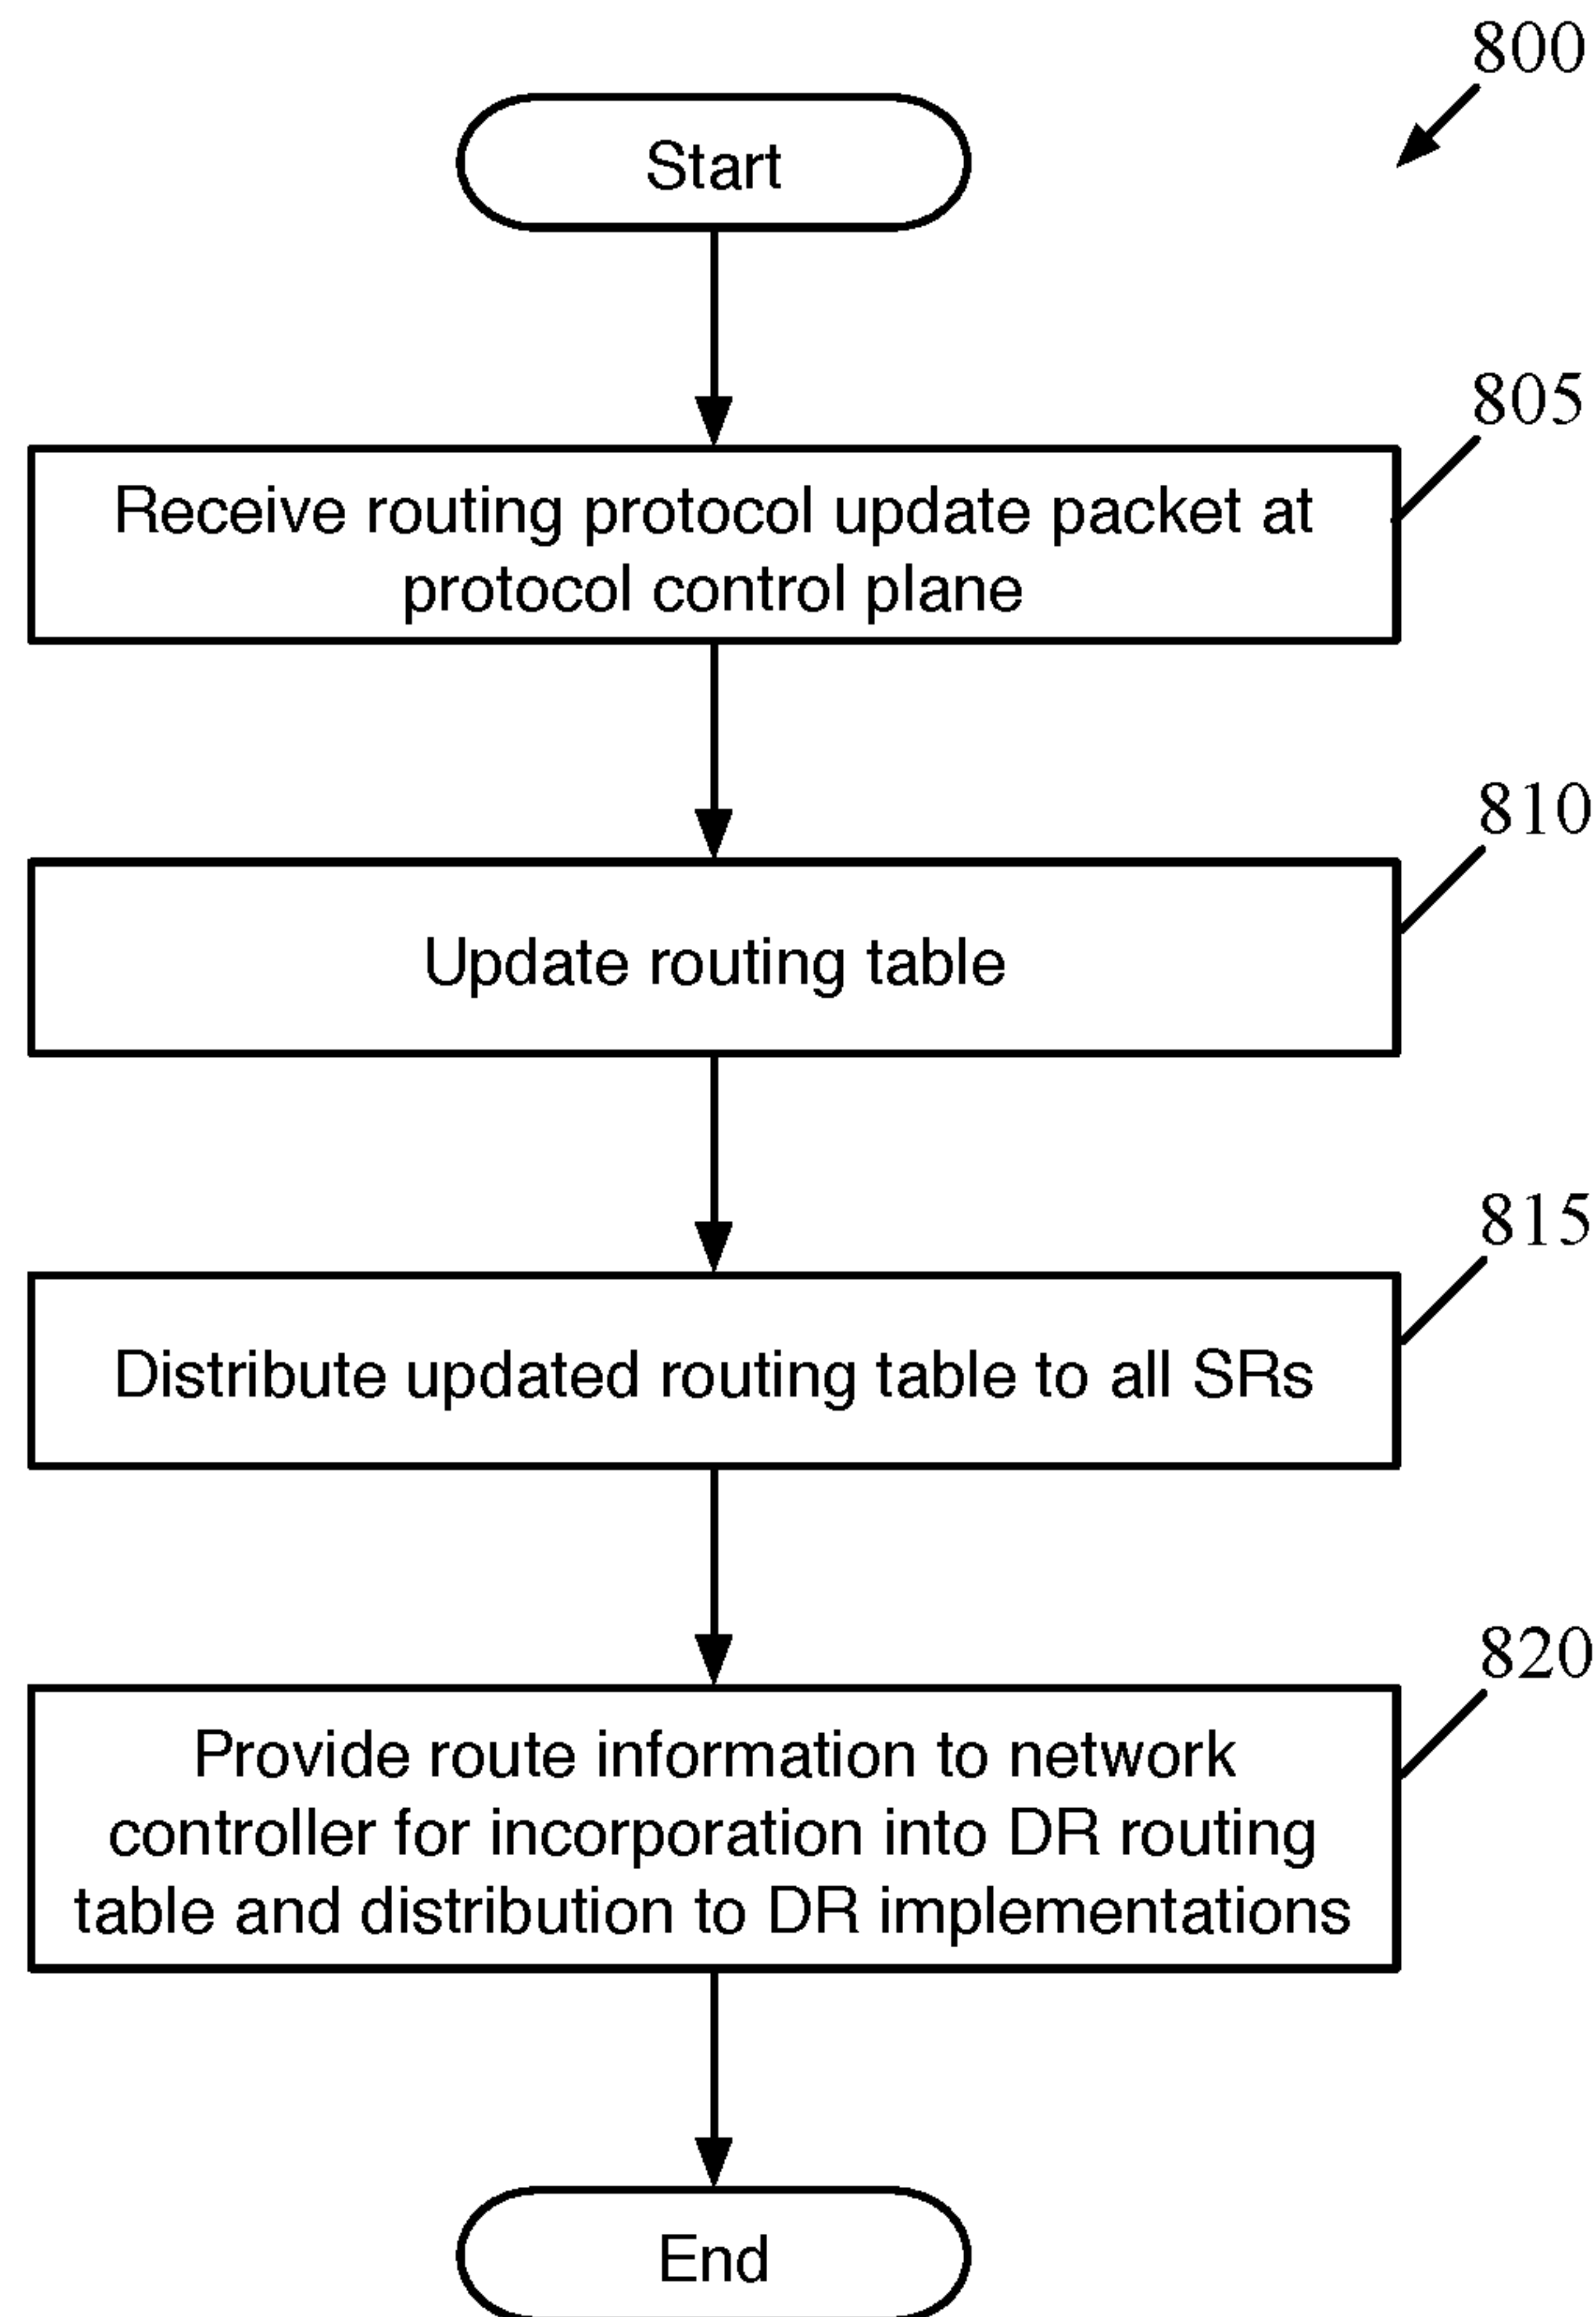 800
Start
805
Receive routing protocol update packet at
protocol control plane
810
Update routing table
815
Distribute updated routing table to all SRs
820
Provide route information to network
controller for incorporation into DR routing
table and distribution to DR implementations
End